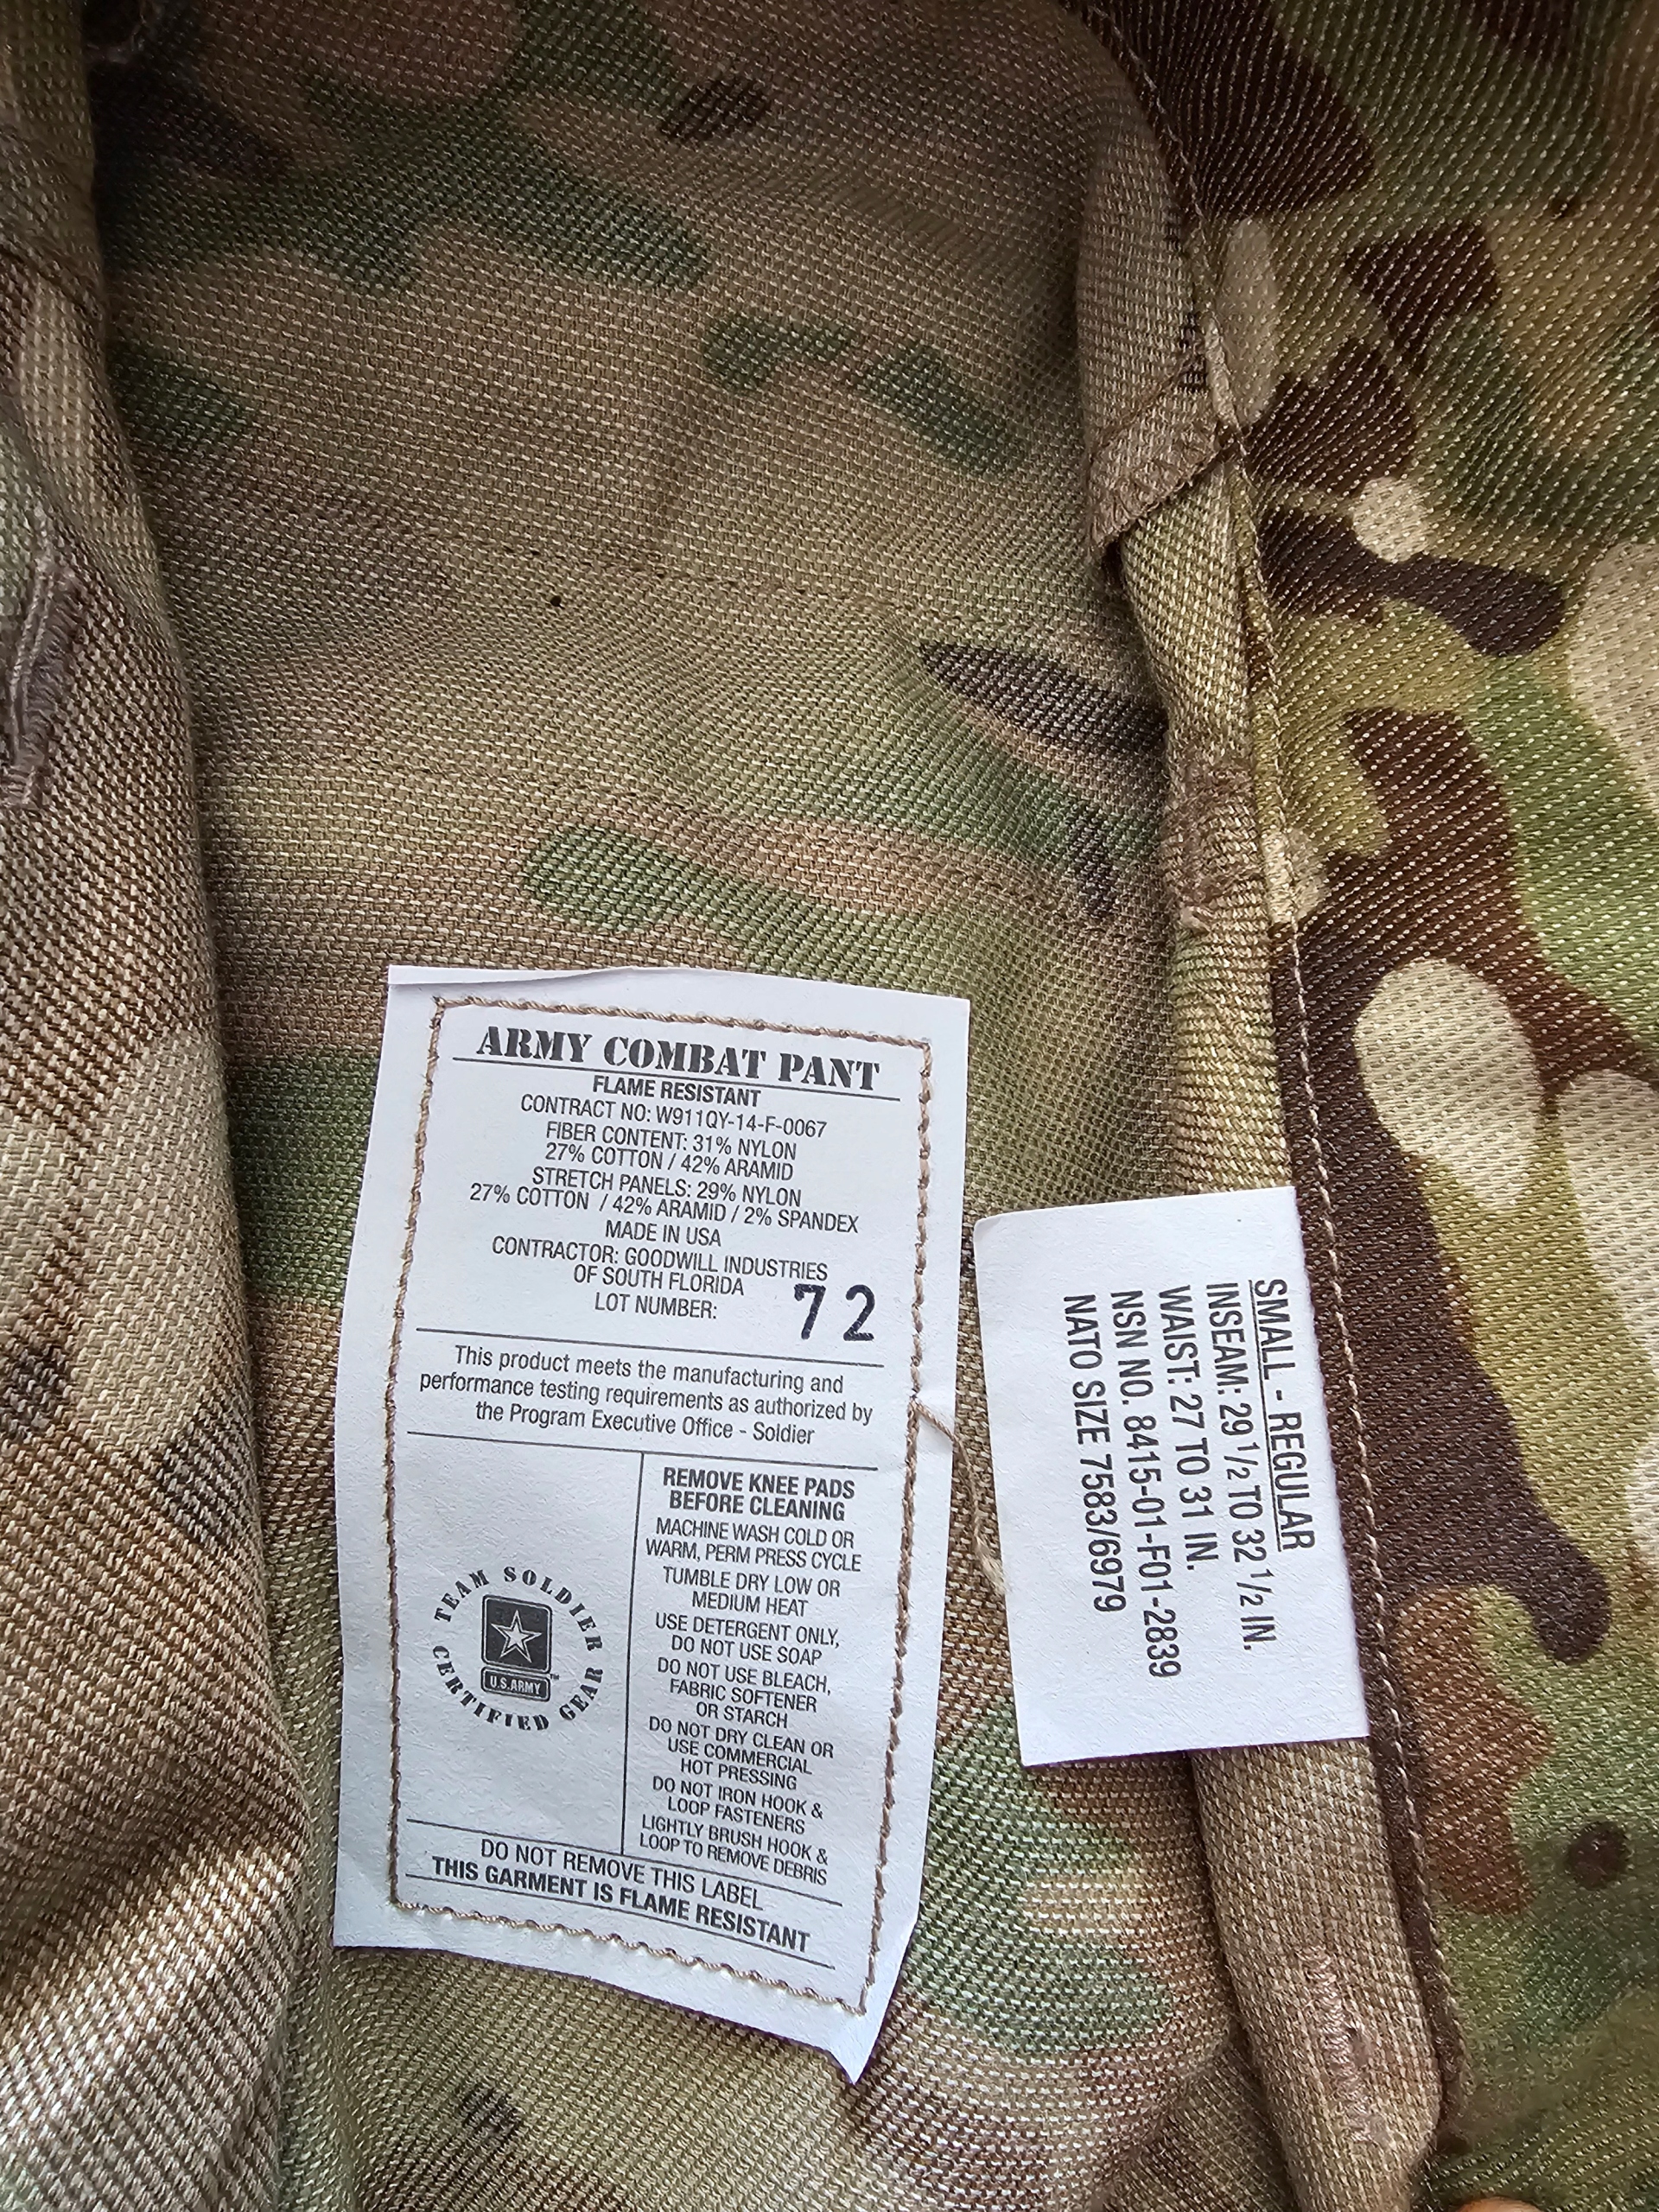 ARMY COMBAT PANT
FLAME RESISTANT
CONTRACT NO: W911QY-14-F-0067
FIBER CONTENT: 31% NYLON
27% COTTON / 42% ARAMID
STRETCH PANELS: 29% NYLON
27% COTTON / 42% ARAMID / 2% SPANDEX
MADE IN USA
CONTRACTOR: GOODWILL INDUSTRIES
OF SOUTH FLORIDA
LOT NUMBER: 72
This product meets the manufacturing and
performance testing requirements as authorized by
the Program Executive Office - Soldier
TEAM SOLDIER
U.S.ARMY™
CERTIFIED GEAR
REMOVE KNEE PADS
BEFORE CLEANING
MACHINE WASH COLD OR
WARM, PERM PRESS CYCLE
TUMBLE DRY LOW OR
MEDIUM HEAT
USE DETERGENT ONLY,
DO NOT USE SOAP
DO NOT USE BLEACH,
FABRIC SOFTENER
OR STARCH
DO NOT DRY CLEAN OR
USE COMMERCIAL
HOT PRESSING
DO NOT IRON HOOK &
LOOP FASTENERS
LIGHTLY BRUSH HOOK &
LOOP TO REMOVE DEBRIS
DO NOT REMOVE THIS LABEL
THIS GARMENT IS FLAME RESISTANT
SMALL - REGULAR
INSEAM: 29 1/2 TO 32 1/2 IN.
WAIST: 27 TO 31 IN.
NSN NO. 8415-01-F01-2839
NATO SIZE 7583/6979